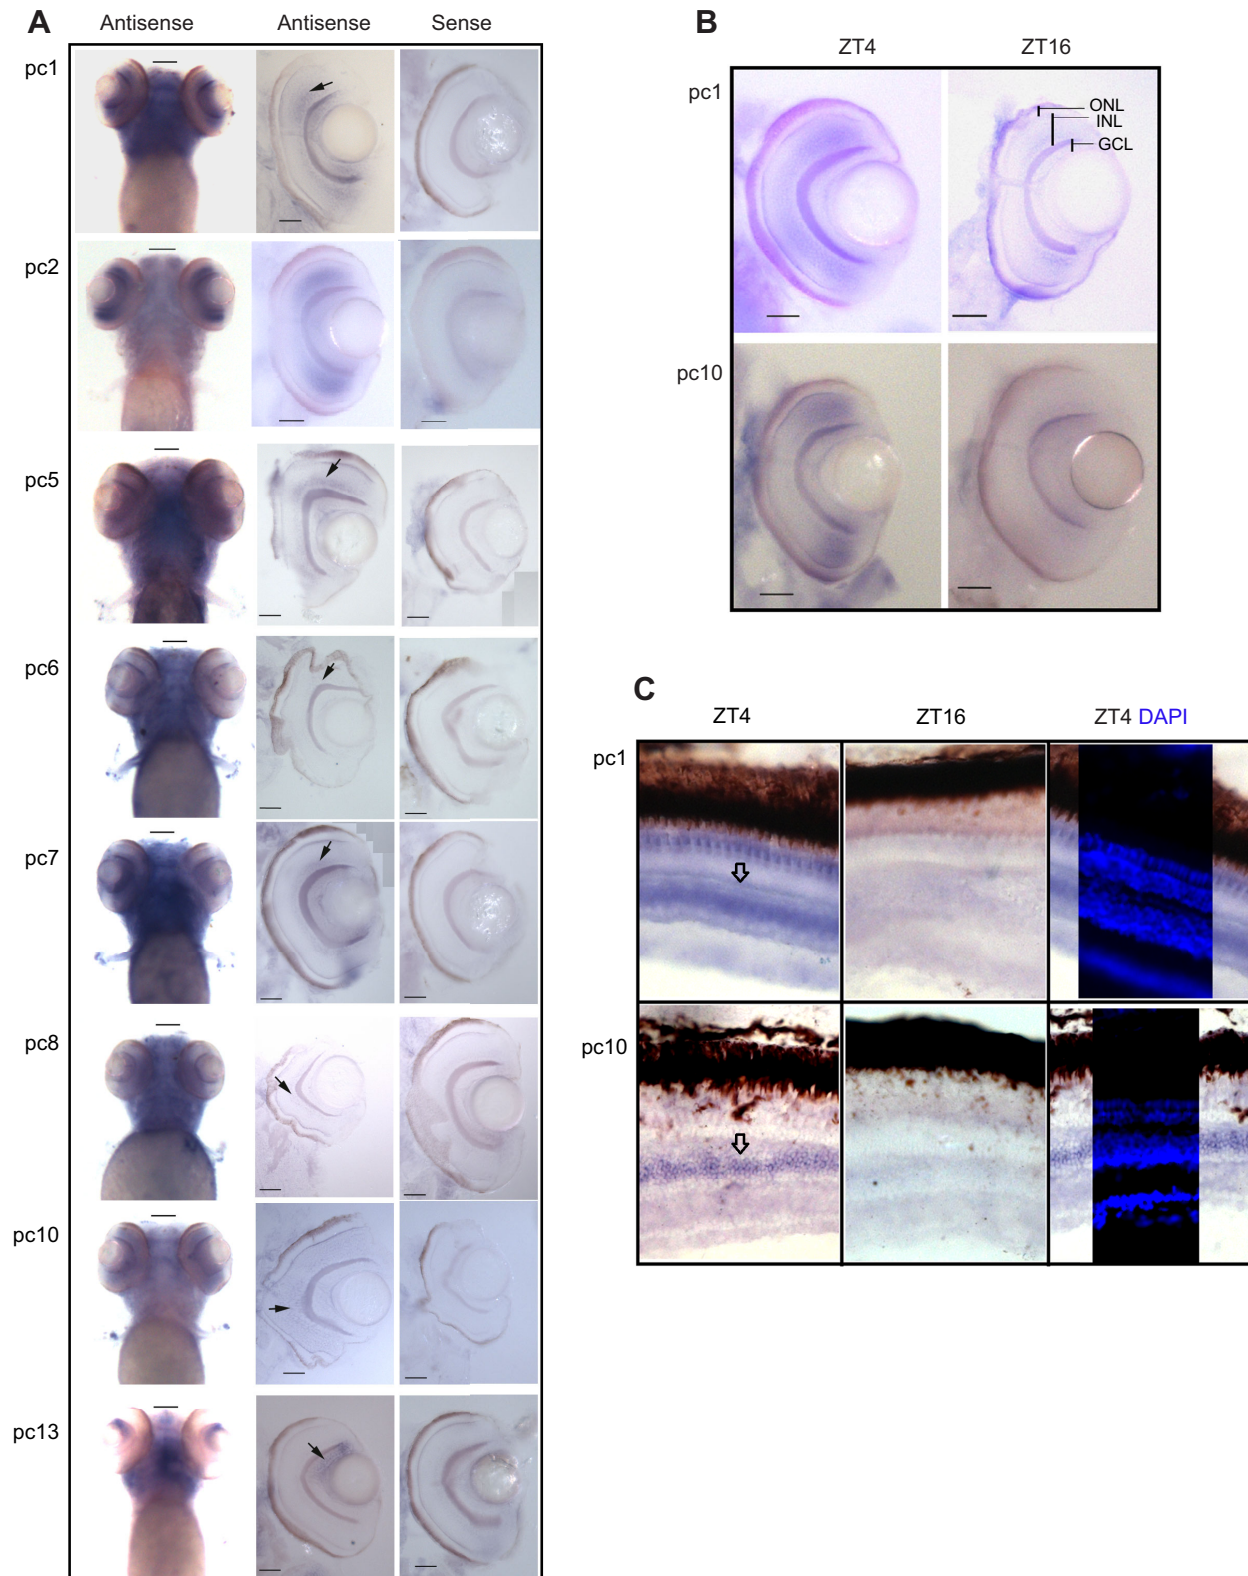 A
Antisense
Antisense
Sense
pc1
pc2
pc5
pc6
pc7
pc8
pc10
pc13
B
ZT4
ZT16
pc1
ONL
INL
GCL
pc10
C
ZT4
ZT16
ZT4 DAPI
pc1
pc10